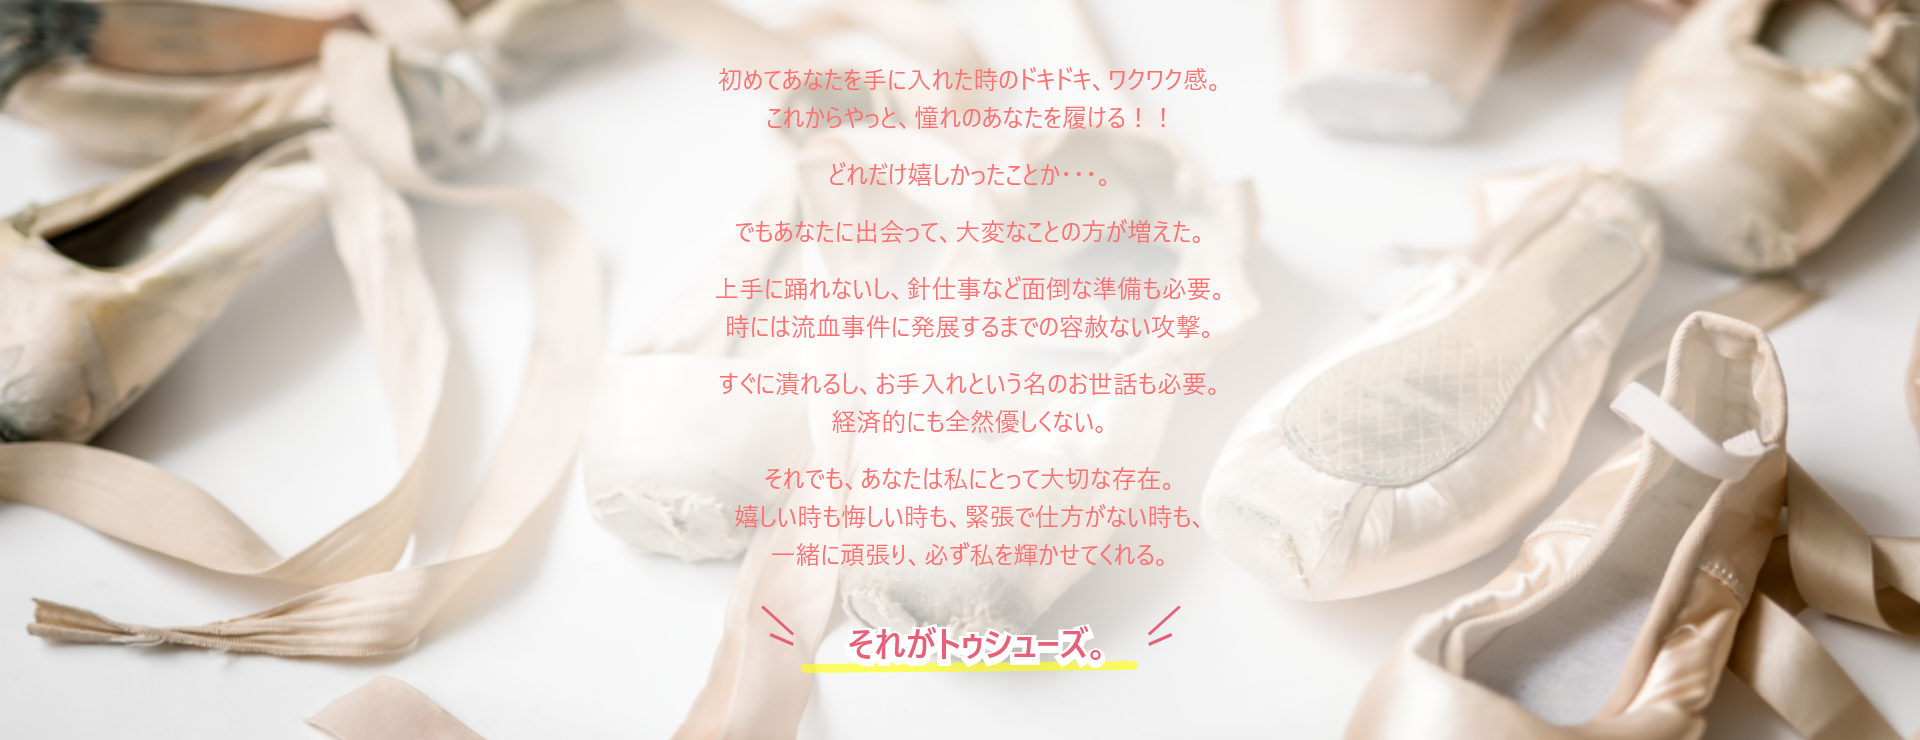 初めてあなたを手に入れた時のドキドキ、ワクワク感。
これからやっと、憧れのあなたを履ける！！
どれだけ嬉しかったことか・・・。
でもあなたに出会って、大変なことの方が増えた。
上手に踊れないし、針仕事など面倒な準備も必要。
時には流血事件に発展するまでの容赦ない攻撃。
すぐに潰れるし、お手入れという名のお世話も必要。
経済的にも全然優しくない。
それでも、あなたは私にとって大切な存在。
嬉しい時も悔しい時も、緊張で仕方がない時も、
一緒に頑張り、必ず私を輝かせてくれる。
それがトゥシューズ。